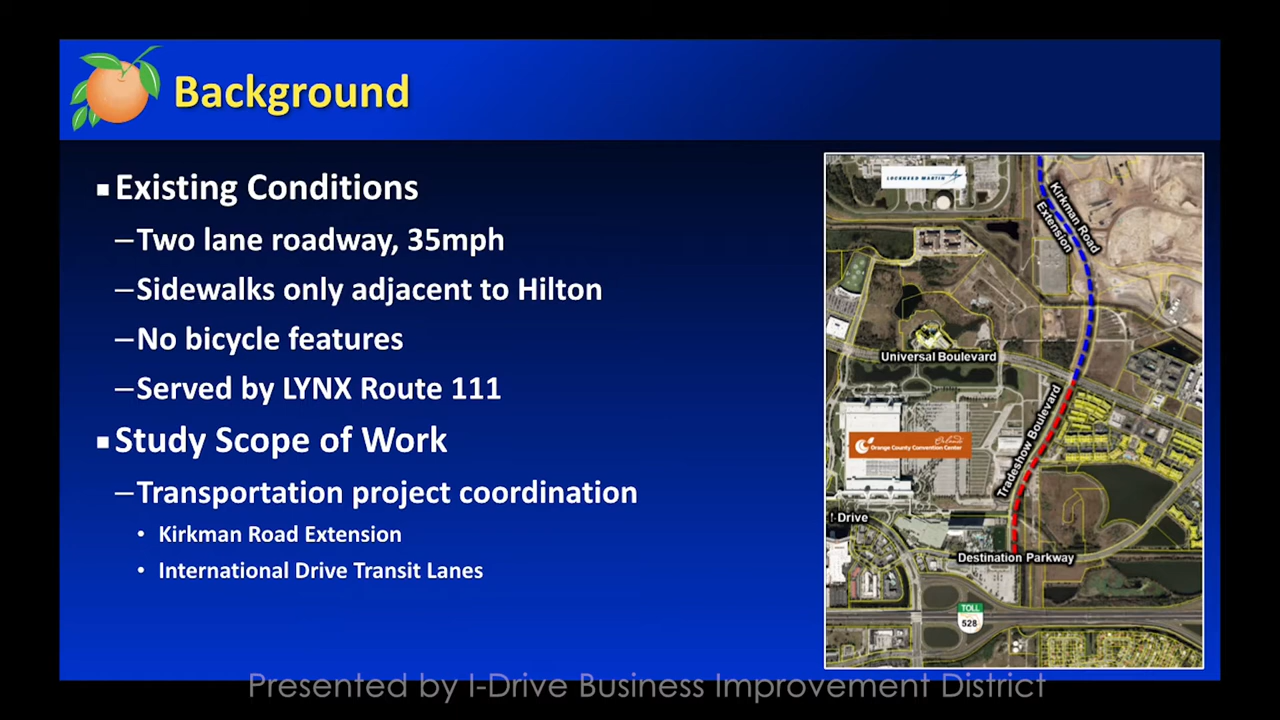 Background
Existing Conditions
–Two lane roadway, 35mph
–Sidewalks only adjacent to Hilton
–No bicycle features
–Served by LYNX Route 111
Study Scope of Work
–Transportation project coordination
• Kirkman Road Extension
• International Drive Transit Lanes
LOCKHEED MARTIN
Kirkman Road
Extension
Universal Boulevard
Tradeshow Boulevard
Orlando
Orange County Convention Center
I-Drive
Destination Parkway
TOLL
528
Presented by I-Drive Business Improvement District